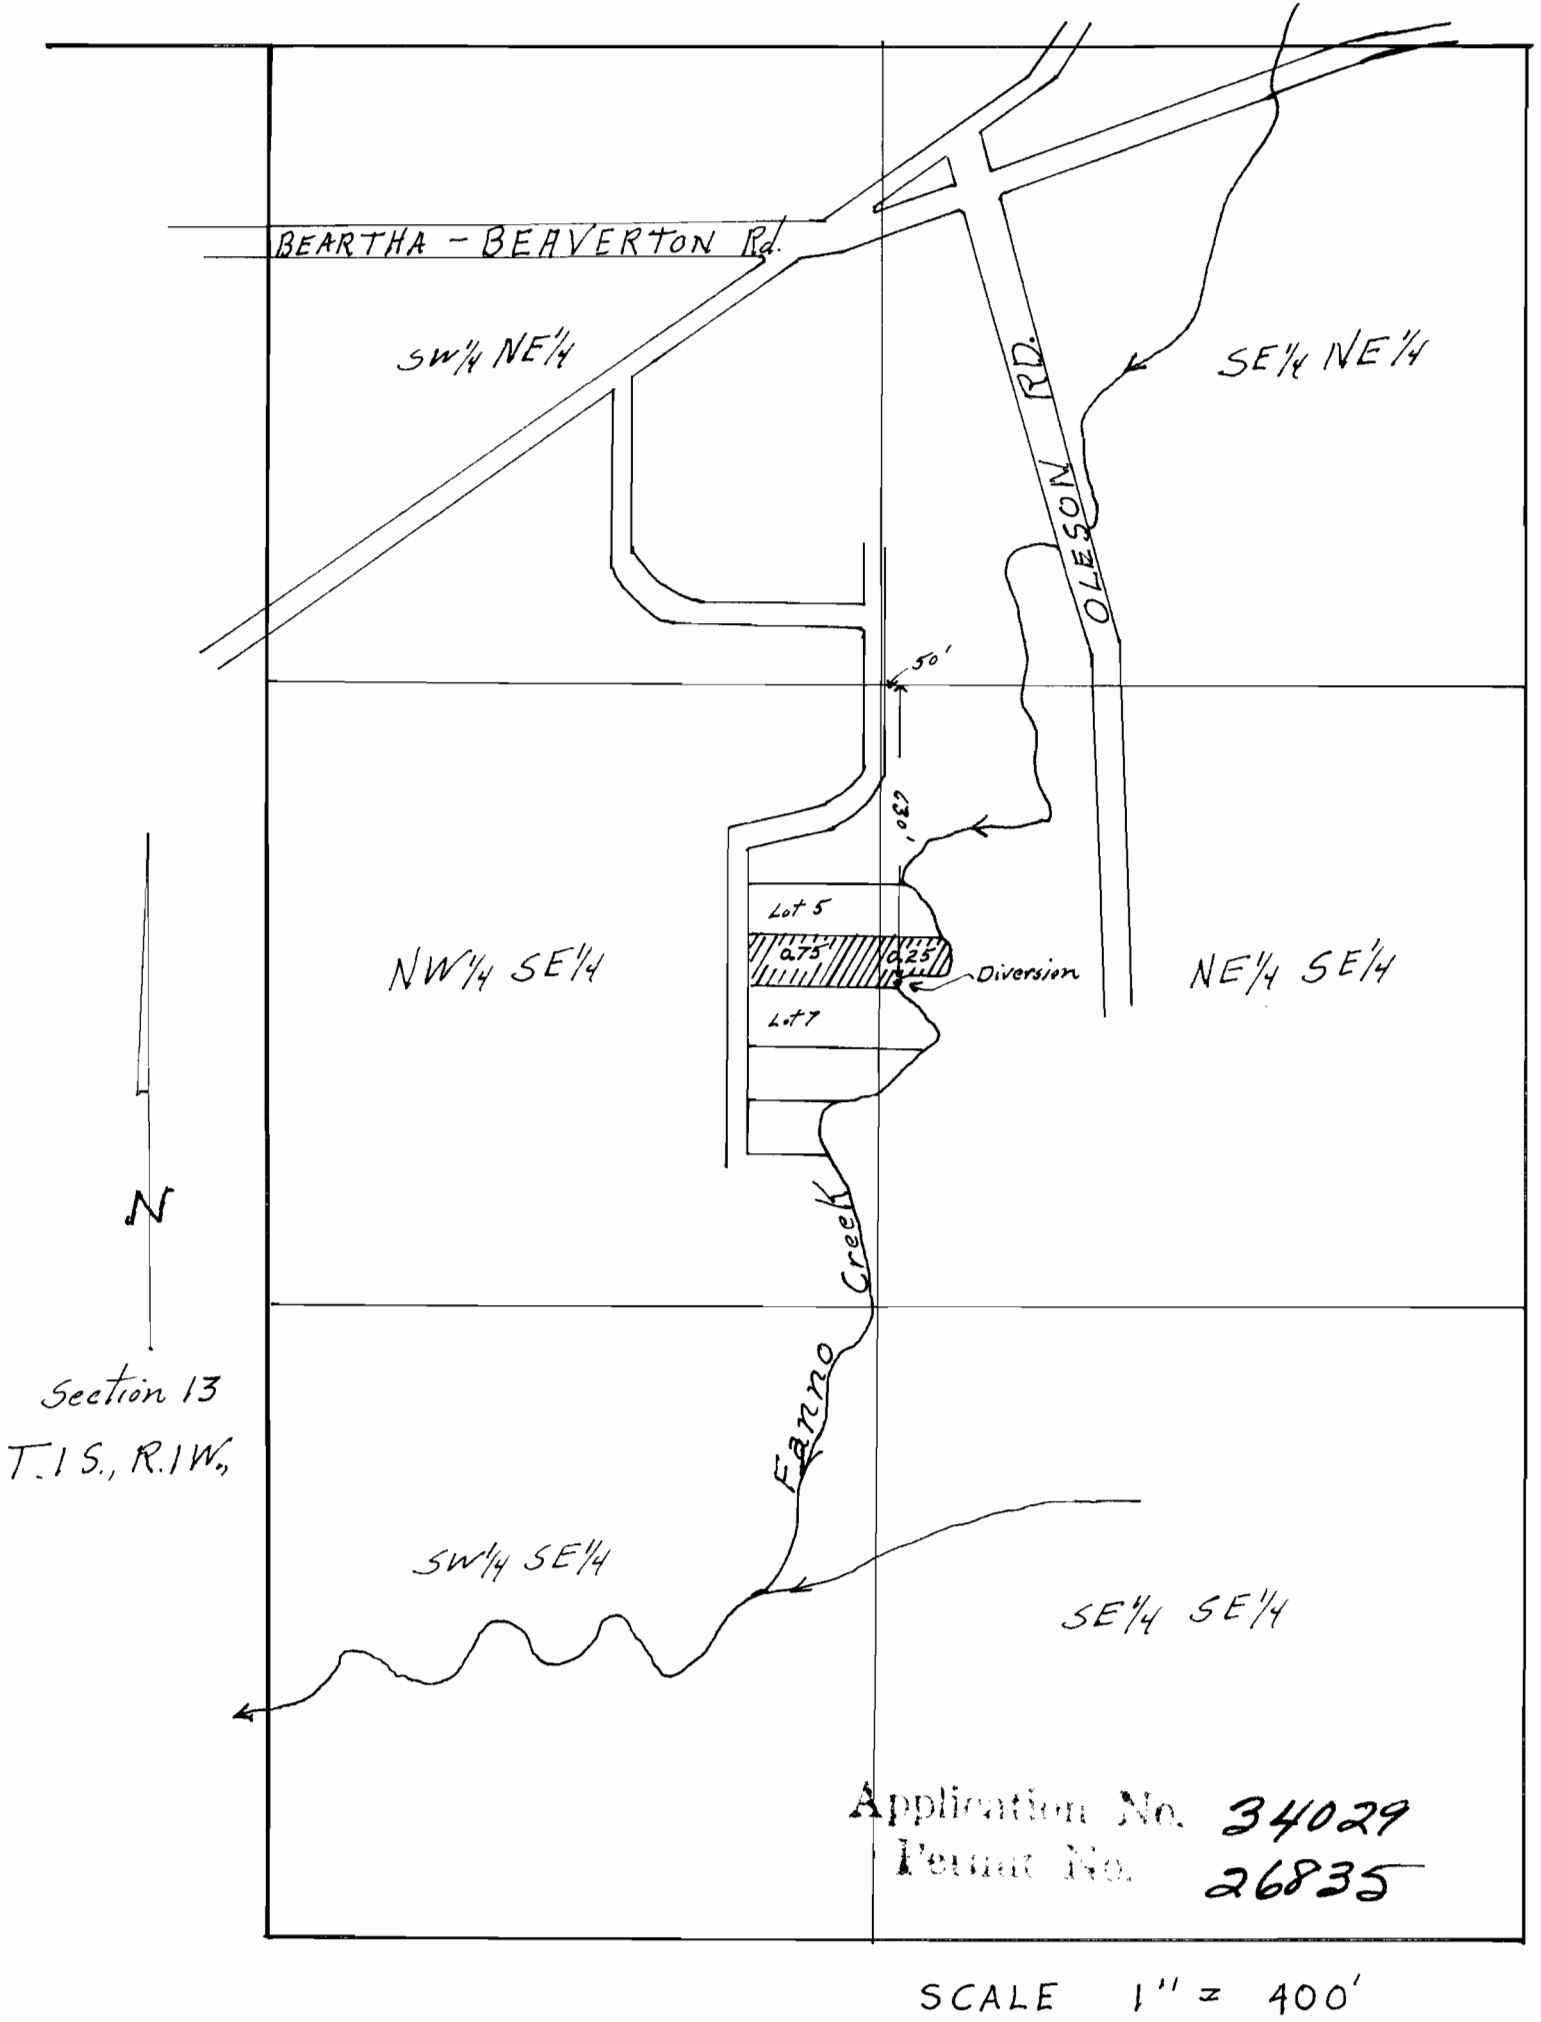 BEARTHA - BEAVERTON Rd.
SW¼ NE¼
SE¼ NE¼
OLESON RD.
50'
630'
Lot 5
0.75
0.25
Diversion
NW¼ SE¼
NE¼ SE¼
Lot 7
N
Fanno Creek
Section 13
T.1S., R.1W.,
SW¼ SE¼
SE¼ SE¼
Application No. 34029
Permit No. 26835
SCALE 1" = 400'